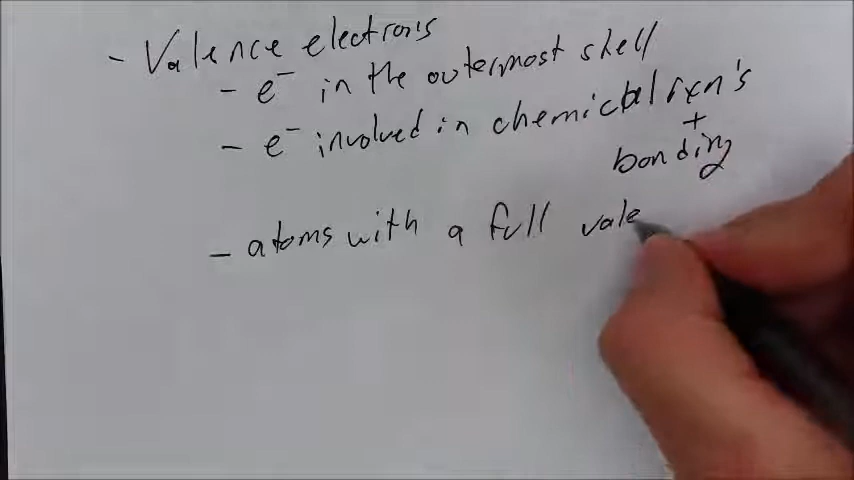 - Valence electrons
- e⁻ in the outermost shell
- e⁻ involved in chemical rxn's
+
bonding
- atoms with a full vale